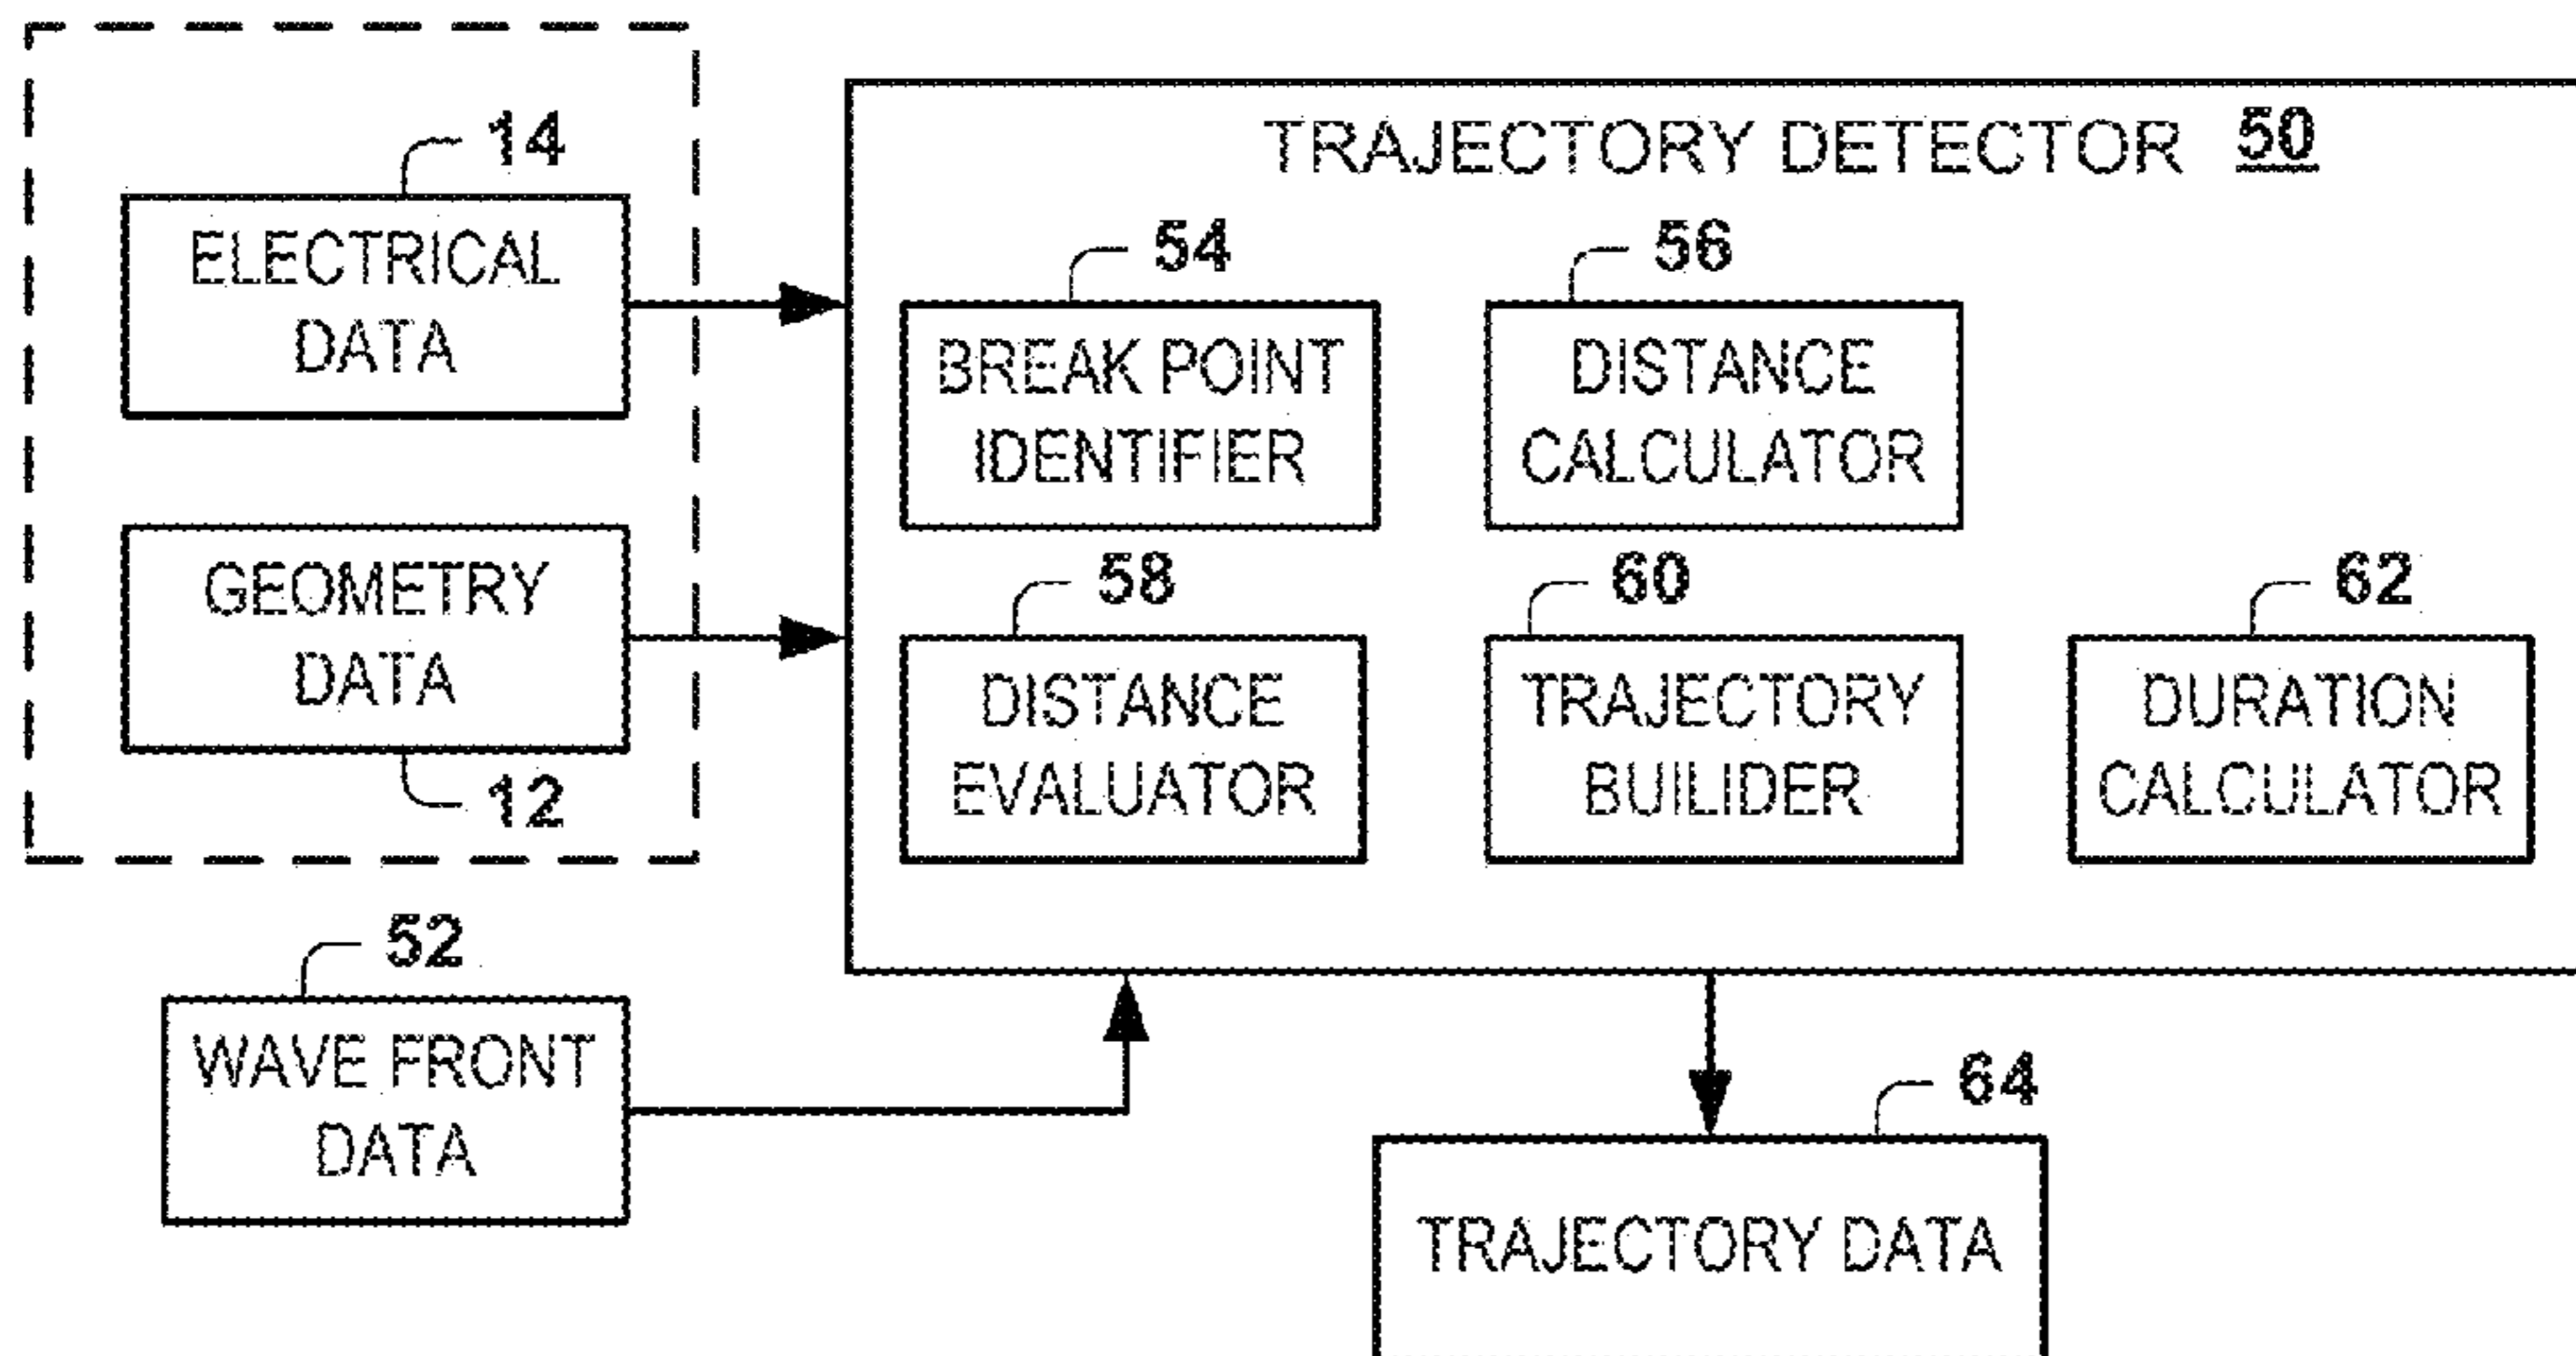 14
ELECTRICAL
DATA
GEOMETRY
DATA
12
52
WAVE FRONT
DATA
TRAJECTORY DETECTOR 50
54
BREAK POINT
IDENTIFIER
56
DISTANCE
CALCULATOR
58
DISTANCE
EVALUATOR
60
TRAJECTORY
BUILIDER
62
DURATION
CALCULATOR
64
TRAJECTORY DATA